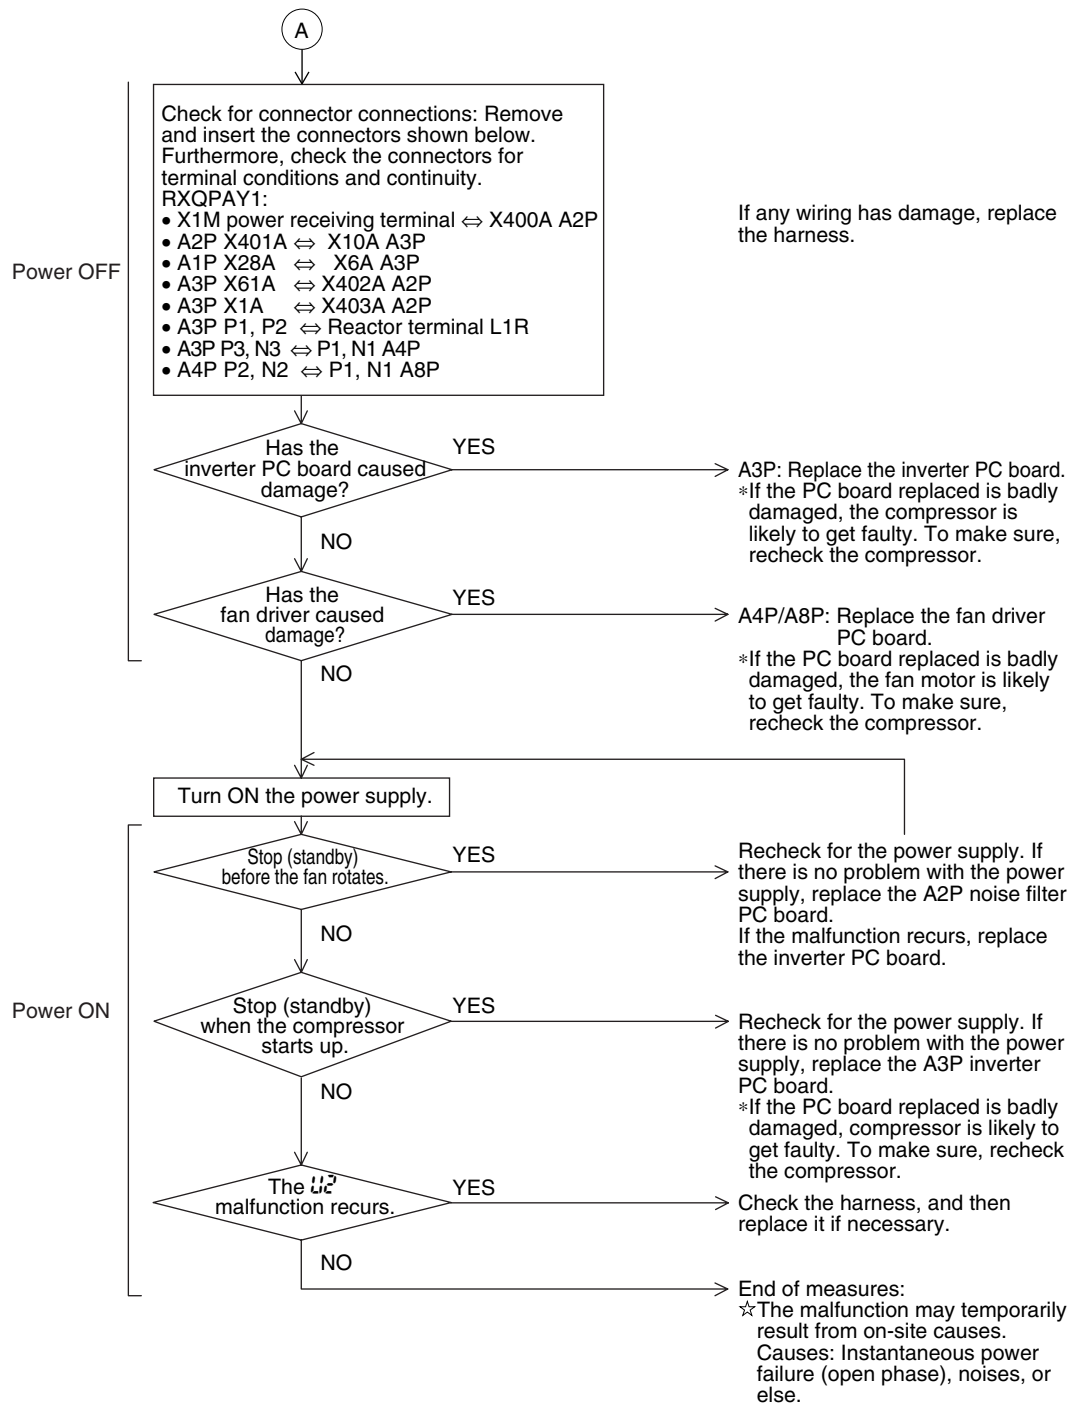 A
Power OFF
Check for connector connections: Remove
and insert the connectors shown below.
Furthermore, check the connectors for
terminal conditions and continuity.
RXQPAY1:
• X1M power receiving terminal ⇔ X400A A2P
• A2P X401A ⇔ X10A A3P
• A1P X28A ⇔ X6A A3P
• A3P X61A ⇔ X402A A2P
• A3P X1A ⇔ X403A A2P
• A3P P1, P2 ⇔ Reactor terminal L1R
• A3P P3, N3 ⇔ P1, N1 A4P
• A4P P2, N2 ⇔ P1, N1 A8P
If any wiring has damage, replace
the harness.
Has the
inverter PC board caused
damage?
YES
A3P: Replace the inverter PC board.
*If the PC board replaced is badly
damaged, the compressor is
likely to get faulty. To make sure,
recheck the compressor.
NO
Has the
fan driver caused
damage?
YES
A4P/A8P: Replace the fan driver
PC board.
*If the PC board replaced is badly
damaged, the fan motor is likely
to get faulty. To make sure,
recheck the compressor.
NO
Turn ON the power supply.
Power ON
Stop (standby)
before the fan rotates.
YES
Recheck for the power supply. If
there is no problem with the power
supply, replace the A2P noise filter
PC board.
If the malfunction recurs, replace
the inverter PC board.
NO
Stop (standby)
when the compressor
starts up.
YES
Recheck for the power supply. If
there is no problem with the power
supply, replace the A3P inverter
PC board.
*If the PC board replaced is badly
damaged, compressor is likely to
get faulty. To make sure, recheck
the compressor.
NO
The U2
malfunction recurs.
YES
Check the harness, and then
replace it if necessary.
NO
End of measures:
☆The malfunction may temporarily
result from on-site causes.
Causes: Instantaneous power
failure (open phase), noises, or
else.